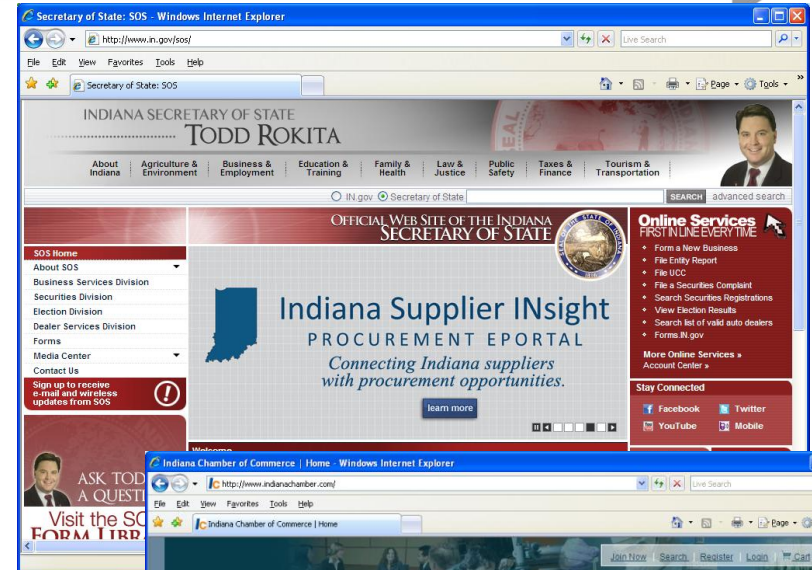 Secretary of State: SOS - Windows Internet Explorer
http://www.in.gov/sos/
Live Search
File Edit View Favorites Tools Help
Secretary of State: SOS
Page Tools
INDIANA SECRETARY OF STATE
TODD ROKITA
About Indiana
Agriculture & Environment
Business & Employment
Education & Training
Family & Health
Law & Justice
Public Safety
Taxes & Finance
Tourism & Transportation
IN.gov Secretary of State SEARCH advanced search
OFFICIAL WEB SITE OF THE INDIANA
SECRETARY OF STATE
SOS Home
About SOS
Business Services Division
Securities Division
Election Division
Dealer Services Division
Forms
Media Center
Contact Us
Sign up to receive
e-mail and wireless
updates from SOS
ASK TOD
A QUESTI
Visit the SO
FORM LIBR
Indiana Supplier INsight
PROCUREMENT EPORTAL
Connecting Indiana suppliers
with procurement opportunities.
learn more
Welcome
Online Services
FIRST IN LINE EVERY TIME
Form a New Business
File Entity Report
File UCC
File a Securities Complaint
Search Securities Registrations
View Election Results
Search list of valid auto dealers
Forms.IN.gov
More Online Services »
Account Center »
Stay Connected
Facebook Twitter
YouTube Mobile
Indiana Chamber of Commerce | Home - Windows Internet Explorer
http://www.indianachamber.com/
Live Search
File Edit View Favorites Tools Help
Indiana Chamber of Commerce | Home
Page
Join Now | Search | Register | Login | Cart